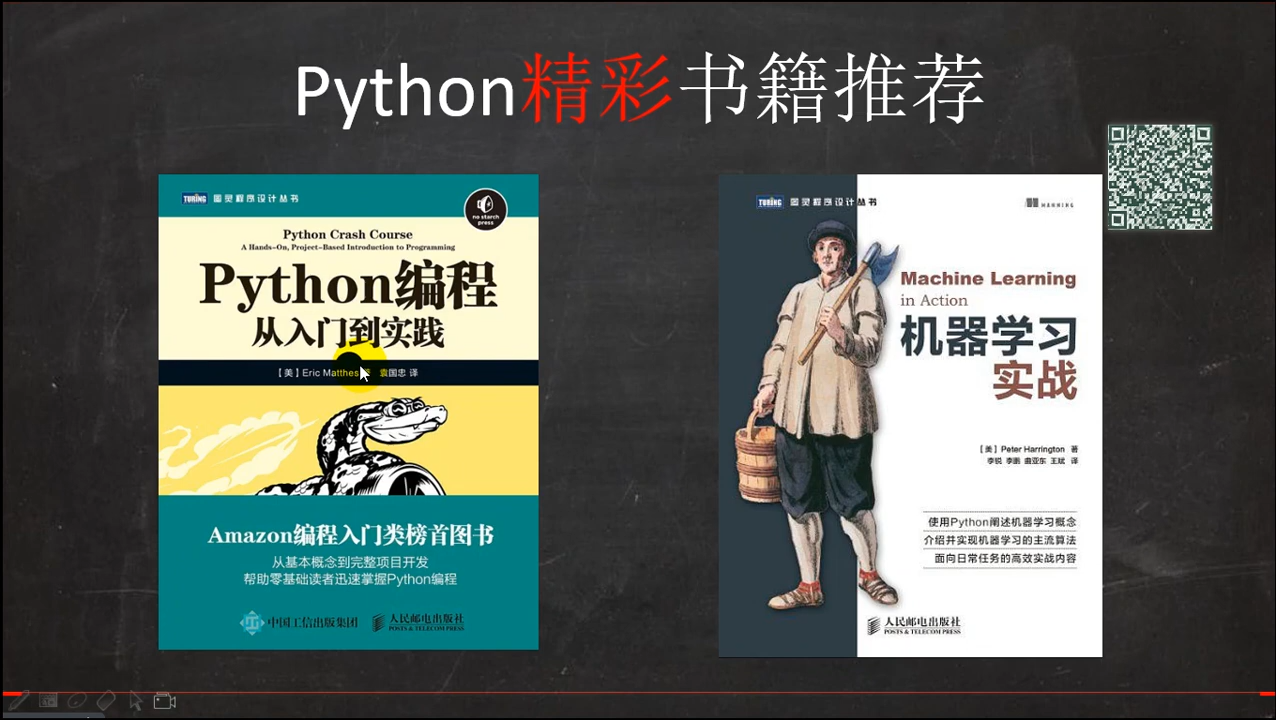 Python精彩书籍推荐
TURING 图灵程序设计丛书
no starch
press
Python Crash Course
A Hands-On, Project-Based Introduction to Programming
Python编程
从入门到实践
【美】Eric Matthes 著 袁国忠 译
Amazon编程入门类榜首图书
从基本概念到完整项目开发
帮助零基础读者迅速掌握Python编程
中国工信出版集团 人民邮电出版社
POSTS & TELECOM PRESS
TURING 图灵程序设计丛书
MANNING
Machine Learning
in Action
机器学习
实战
【美】Peter Harrington 著
李锐 李鹏 曲亚东 王斌 译
使用Python阐述机器学习概念
介绍并实现机器学习的主流算法
面向日常任务的高效实战内容
人民邮电出版社
POSTS & TELECOM PRESS